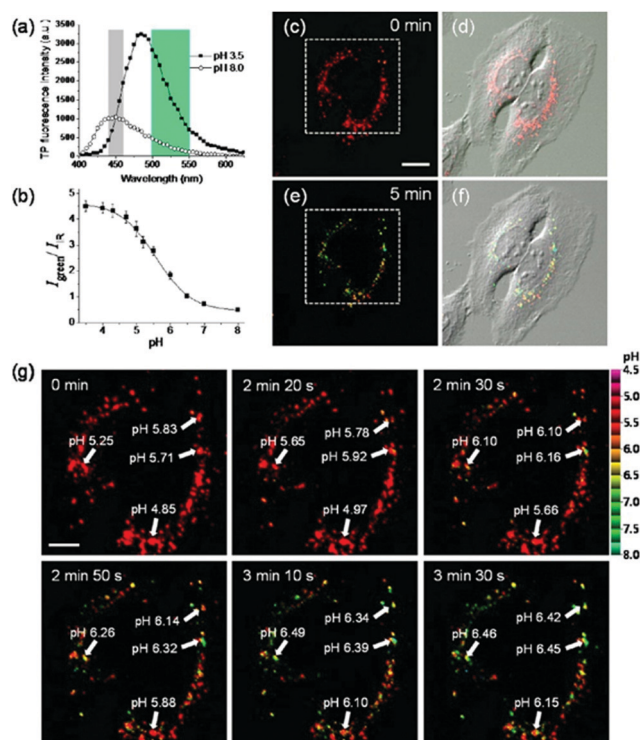 (a)
TP fluorescence intensity (a.u.)
3500
3000
2500
2000
1500
1000
500
0
pH 3.5
pH 8.0
400 450 500 550 600
Wavelength (nm)
(b)
Igreen/ IIR
5
4
3
2
1
0
4 5 6 7 8
pH
(c)
0 min
(d)
(e)
5 min
(f)
(g)
0 min
pH 5.25
pH 5.83
pH 5.71
pH 4.85
2 min 20 s
pH 5.65
pH 5.78
pH 5.92
pH 4.97
2 min 30 s
pH 6.10
pH 6.10
pH 6.16
pH 5.66
pH
4.5
5.0
5.5
6.0
6.5
7.0
7.5
8.0
2 min 50 s
pH 6.26
pH 6.14
pH 6.32
pH 5.88
3 min 10 s
pH 6.49
pH 6.34
pH 6.39
pH 6.10
3 min 30 s
pH 6.46
pH 6.42
pH 6.45
pH 6.15